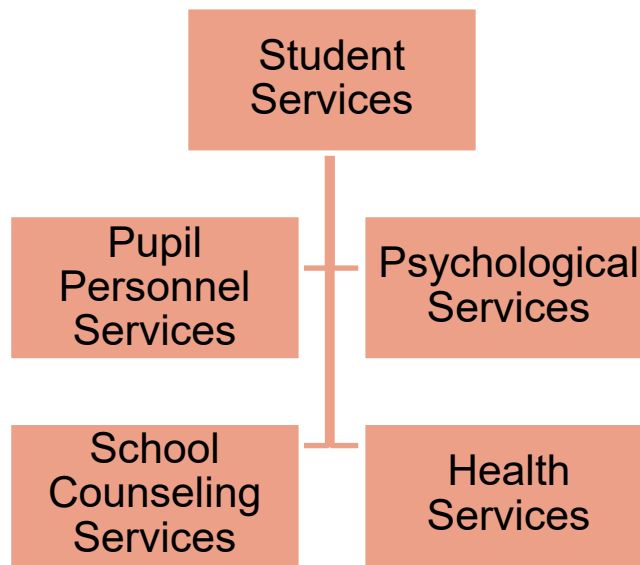 Student
Services
Pupil
Personnel
Services
Psychological
Services
School
Counseling
Services
Health
Services